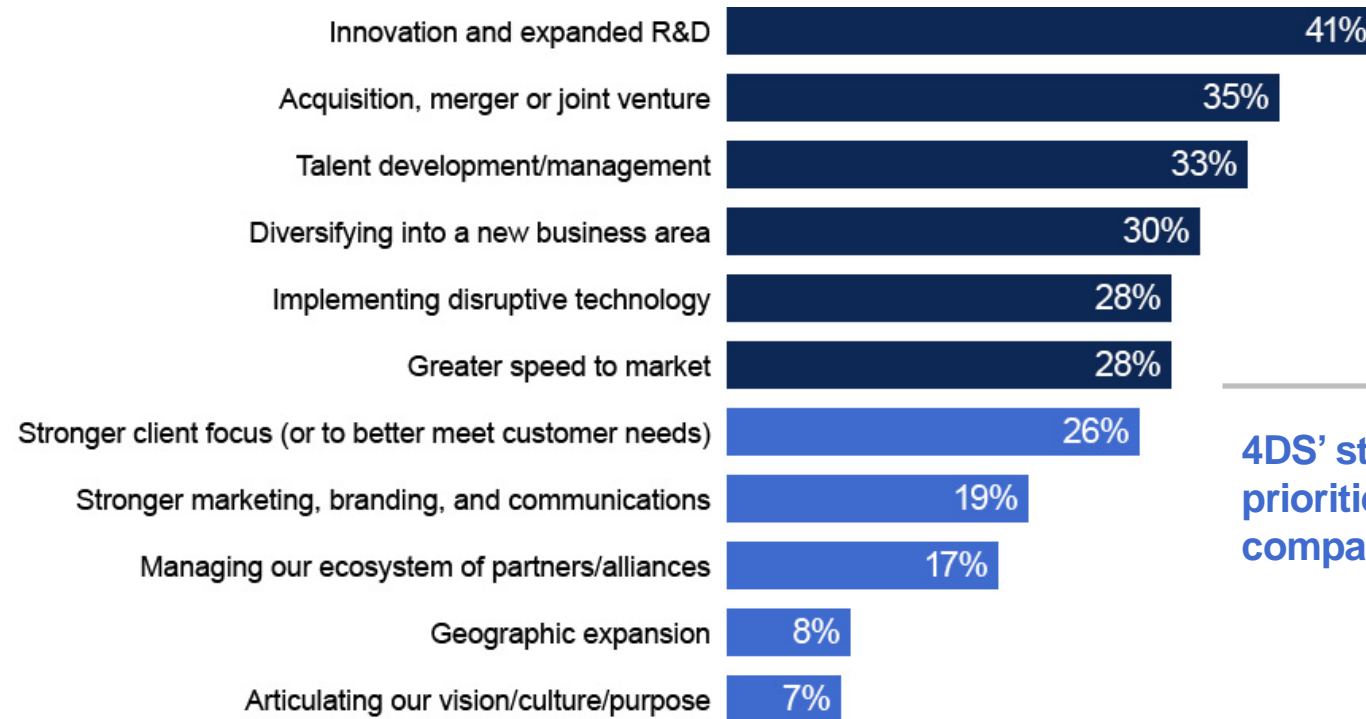 Innovation and expanded R&D 41%
Acquisition, merger or joint venture 35%
Talent development/management 33%
Diversifying into a new business area 30%
Implementing disruptive technology 28%
Greater speed to market 28%
Stronger client focus (or to better meet customer needs) 26%
Stronger marketing, branding, and communications 19%
Managing our ecosystem of partners/alliances 17%
Geographic expansion 8%
Articulating our vision/culture/purpose 7%
4DS’